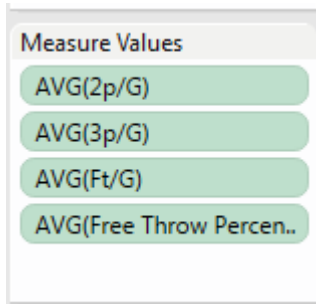 Measure Values
AVG(2p/G)
AVG(3p/G)
AVG(Ft/G)
AVG(Free Throw Percen..